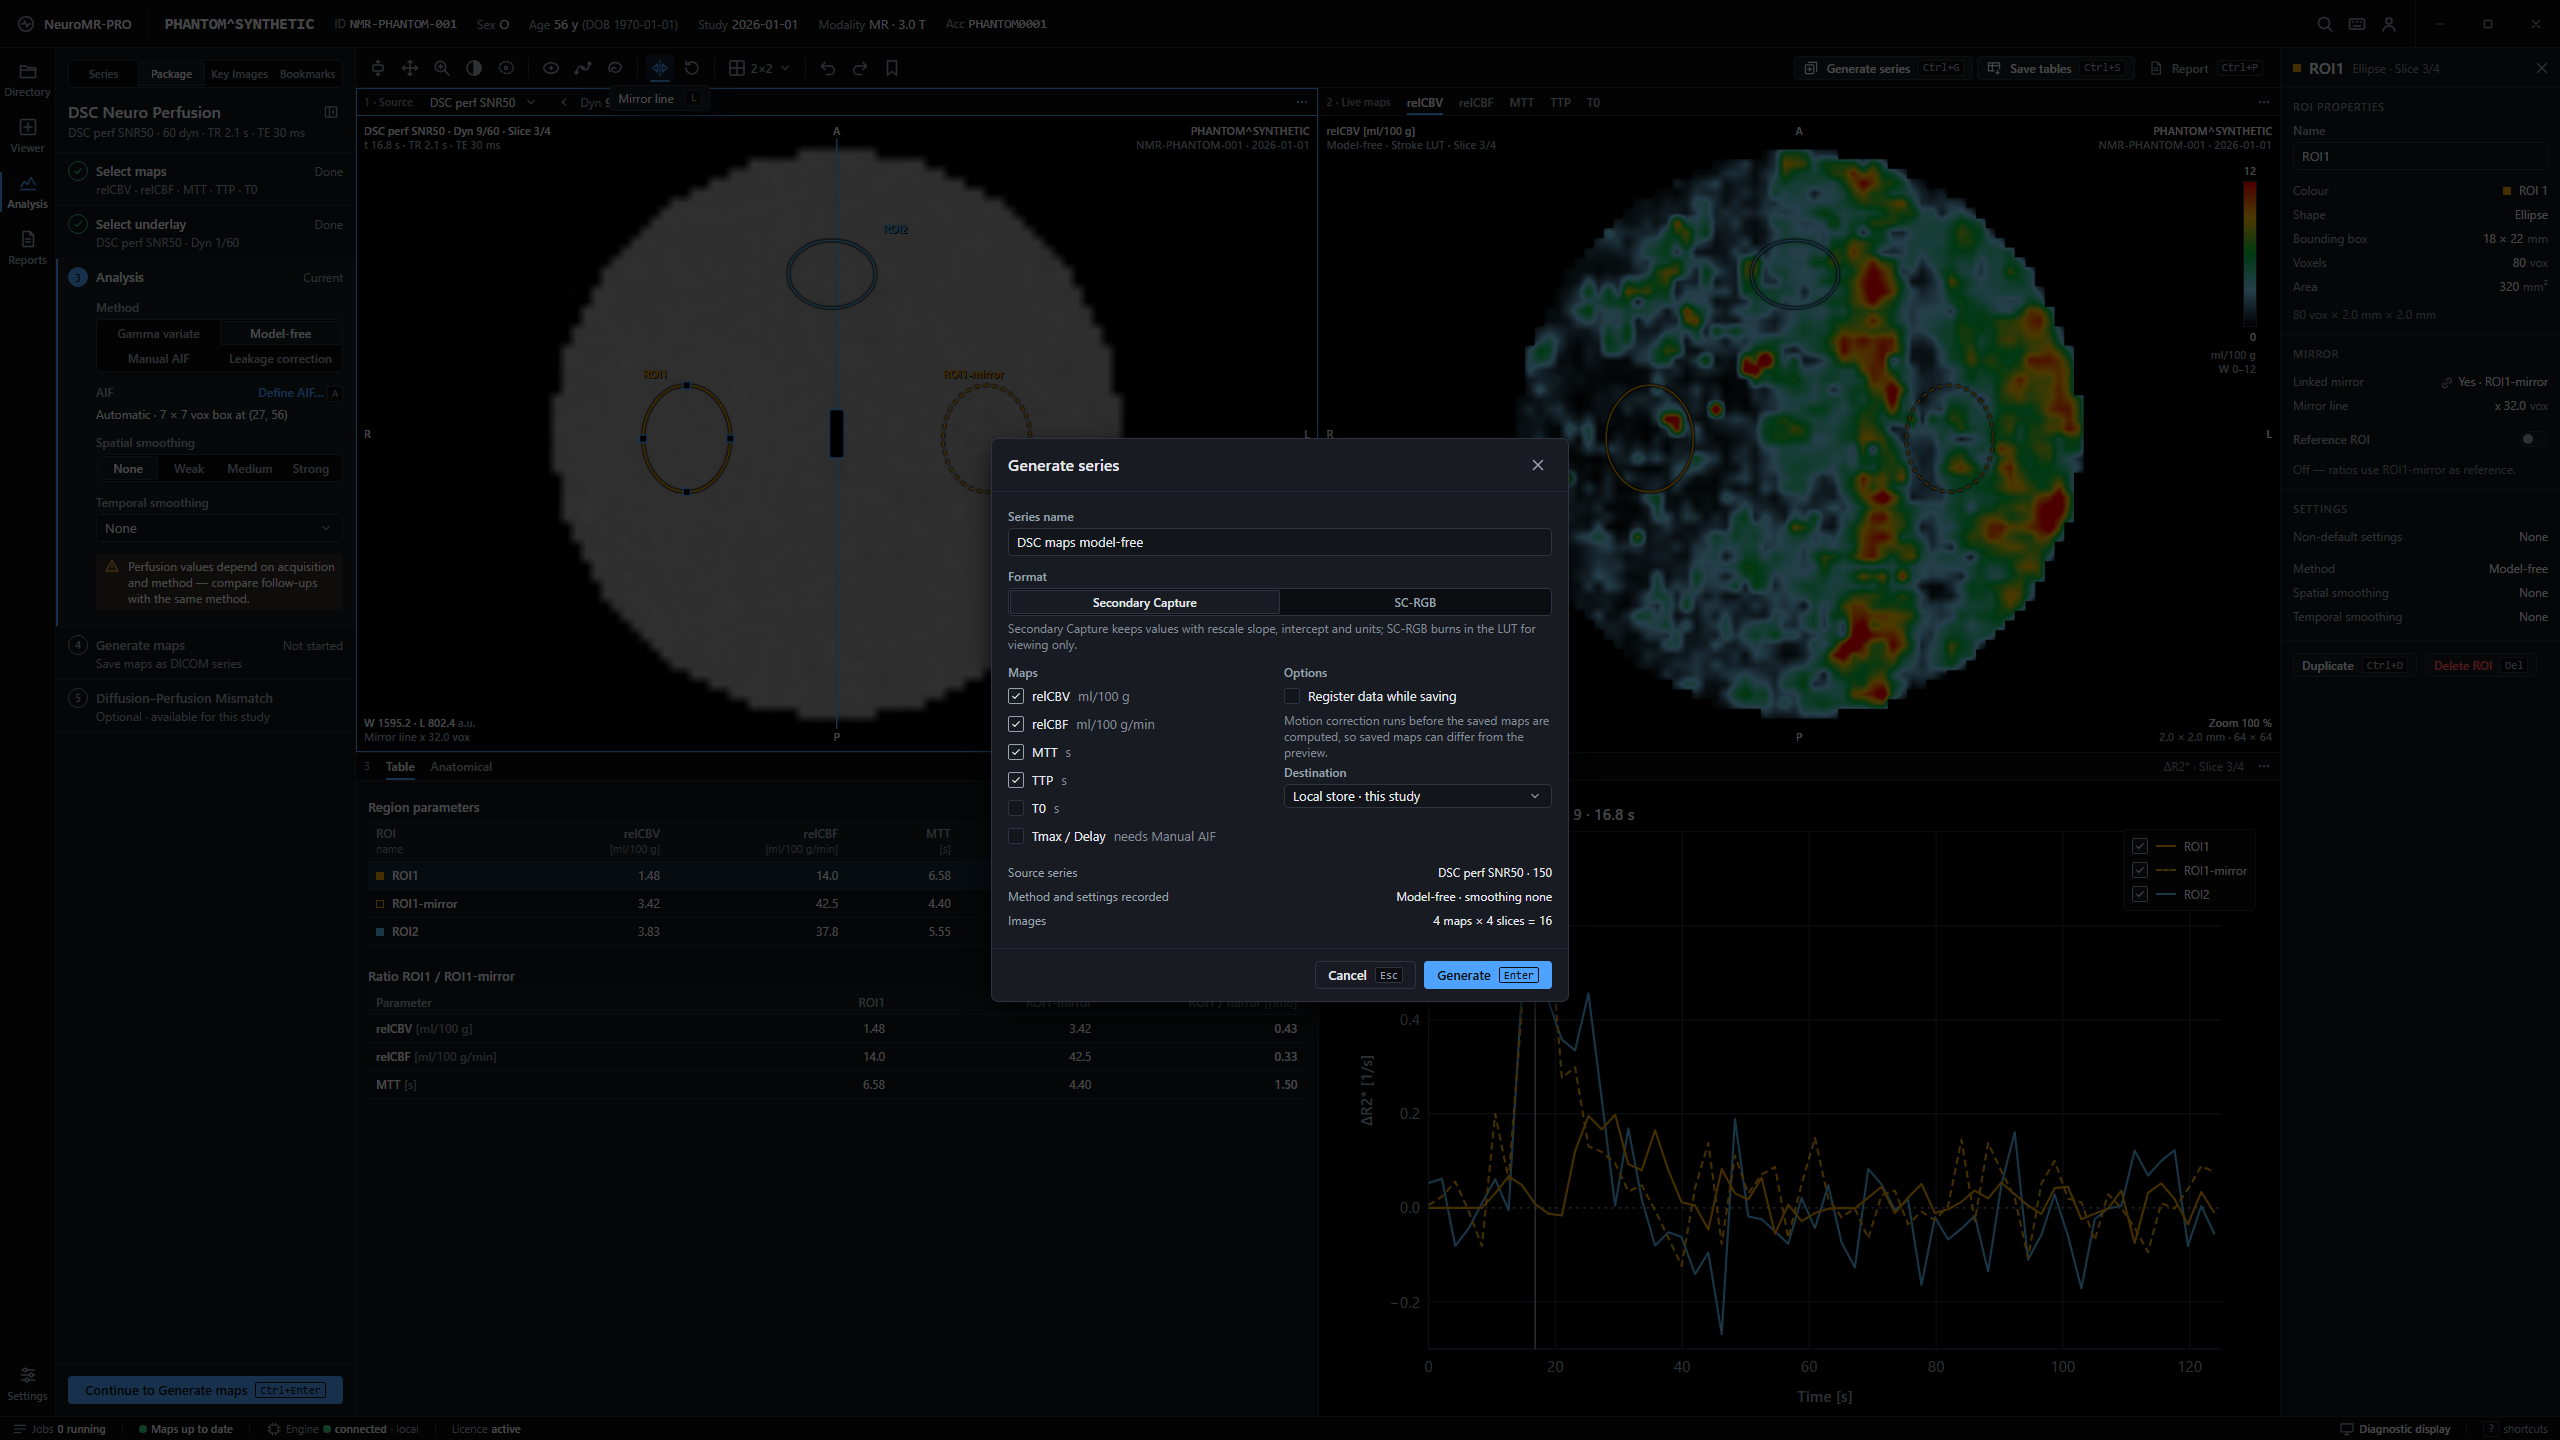 NeuroMR-PRO PHANTOM^SYNTHETIC ID NMR-PHANTOM-001 Sex O Age 56 y (DOB 1970-01-01) Study 2026-01-01 Modality MR · 3.0 T Acc PHANTOM0001
Directory
Viewer
Analysis
Reports
Settings
Series Package Key Images Bookmarks
DSC Neuro Perfusion
DSC perf SNR50 · 60 dyn · TR 2.1 s · TE 30 ms
Select maps Done
relCBV · relCBF · MTT · TTP · T0
Select underlay Done
DSC perf SNR50 · Dyn 1/60
3 Analysis Current
Method
Gamma variate Model-free
Manual AIF Leakage correction
AIF Define AIF... A
Automatic · 7 × 7 vox box at (27, 56)
Spatial smoothing
None Weak Medium Strong
Temporal smoothing
None
Perfusion values depend on acquisition
and method — compare follow-ups
with the same method.
4 Generate maps Not started
Save maps as DICOM series
5 Diffusion–Perfusion Mismatch
Optional · available for this study
Continue to Generate maps Ctrl+Enter
2×2
Generate series Ctrl+G Save tables Ctrl+S Report Ctrl+P
1 · Source DSC perf SNR50 Dyn 9
Mirror line L
DSC perf SNR50 · Dyn 9/60 · Slice 3/4
t 16.8 s · TR 2.1 s · TE 30 ms
A
PHANTOM^SYNTHETIC
NMR-PHANTOM-001 · 2026-01-01
ROI2
ROI1
ROI1-mirror
R
L
W 1595.2 · L 802.4 a.u.
Mirror line x 32.0 vox
P
2 · Live maps relCBV relCBF MTT TTP T0
relCBV [ml/100 g]
Model-free · Stroke LUT · Slice 3/4
A
PHANTOM^SYNTHETIC
NMR-PHANTOM-001 · 2026-01-01
12
0
ml/100 g
W 0–12
R
L
P
Zoom 100 %
2.0 × 2.0 mm · 64 × 64
3 Table Anatomical
Region parameters
ROI relCBV relCBF MTT
name [ml/100 g] [ml/100 g/min] [s]
ROI1 1.48 14.0 6.58
ROI1-mirror 3.42 42.5 4.40
ROI2 3.83 37.8 5.55
Ratio ROI1 / ROI1-mirror
Parameter ROI1 ROI1-mirror ROI1 / mirror [ratio]
relCBV [ml/100 g] 1.48 3.42 0.43
relCBF [ml/100 g/min] 14.0 42.5 0.33
MTT [s] 6.58 4.40 1.50
ΔR2* · Slice 3/4
9 · 16.8 s
ROI1
ROI1-mirror
ROI2
ΔR2* [1/s]
0.4
0.2
0.0
−0.2
0 20 40 60 80 100 120
Time [s]
Generate series
Series name
DSC maps model-free
Format
Secondary Capture SC-RGB
Secondary Capture keeps values with rescale slope, intercept and units; SC-RGB burns in the LUT for
viewing only.
Maps
relCBV ml/100 g
relCBF ml/100 g/min
MTT s
TTP s
T0 s
Tmax / Delay needs Manual AIF
Options
Register data while saving
Motion correction runs before the saved maps are
computed, so saved maps can differ from the
preview.
Destination
Local store · this study
Source series DSC perf SNR50 · 150
Method and settings recorded Model-free · smoothing none
Images 4 maps × 4 slices = 16
Cancel Esc Generate Enter
ROI1 Ellipse · Slice 3/4
ROI PROPERTIES
Name
ROI1
Colour ROI 1
Shape Ellipse
Bounding box 18 × 22 mm
Voxels 80 vox
Area 320 mm²
80 vox × 2.0 mm × 2.0 mm
MIRROR
Linked mirror Yes · ROI1-mirror
Mirror line x 32.0 vox
Reference ROI
Off — ratios use ROI1-mirror as reference.
SETTINGS
Non-default settings None
Method Model-free
Spatial smoothing None
Temporal smoothing None
Duplicate Ctrl+D Delete ROI Del
Jobs 0 running Maps up to date Engine connected · local Licence active
Diagnostic display ? shortcuts